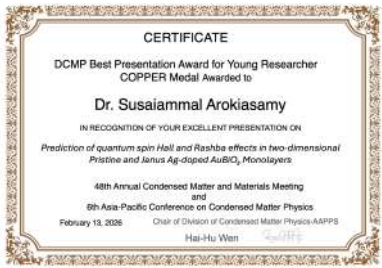 CERTIFICATE
DCMP Best Presentation Award for Young Researcher
COPPER Medal Awarded to
Dr. Susaiammal Arokiasamy
IN RECOGNITION OF YOUR EXCELLENT PRESENTATION ON
Prediction of quantum spin Hall and Rashba effects in two-dimensional
Pristine and Janus Ag-doped AuBiO₂ Monolayers
48th Annual Condensed Matter and Materials Meeting
and
6th Asia-Pacific Conference on Condensed Matter Physics
February 13, 2026
Chair of Division of Condensed Matter Physics-AAPPS
Hai-Hu Wen